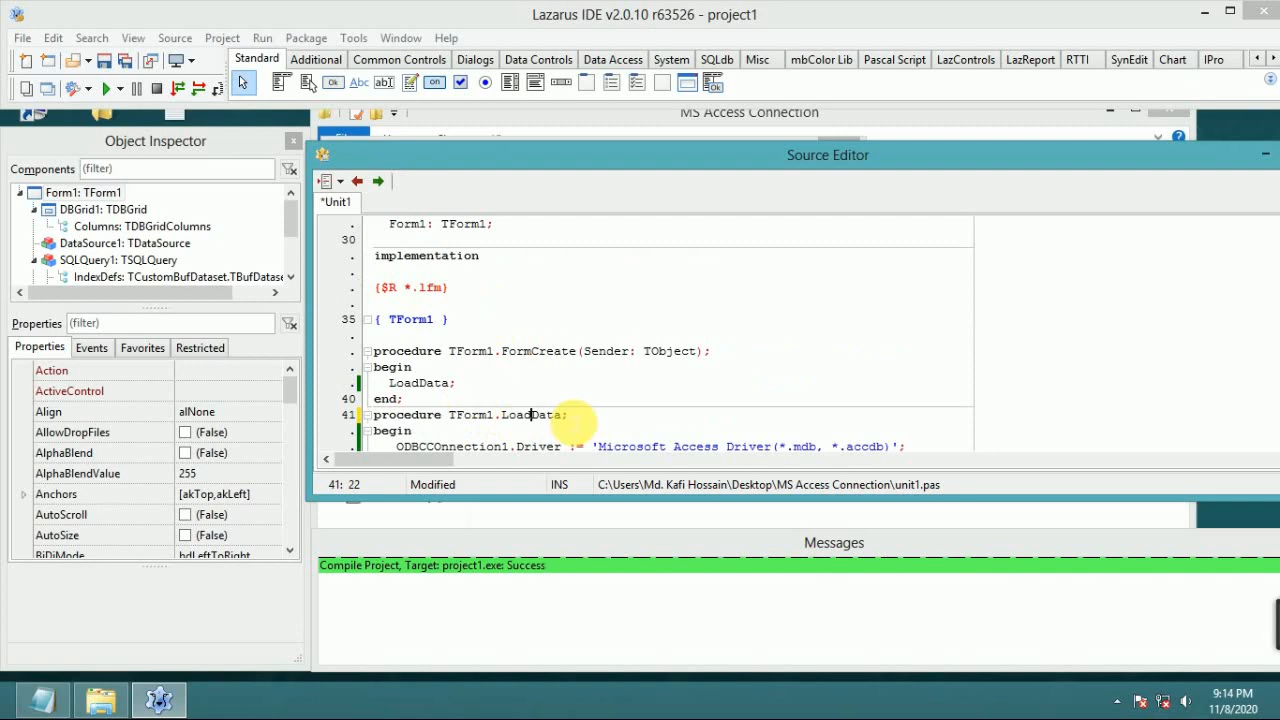 Lazarus IDE v2.0.10 r63526 - project1
File Edit Search View Source Project Run Package Tools Window Help
Standard Additional Common Controls Dialogs Data Controls Data Access System SQLdb Misc mbColor Lib Pascal Script LazControls LazReport RTTI SynEdit Chart IPro
Ok Abc abI on Ok
MS Access Connection
Object Inspector
Components (filter)
Form1: TForm1
DBGrid1: TDBGrid
Columns: TDBGridColumns
DataSource1: TDataSource
SQLQuery1: TSQLQuery
IndexDefs: TCustomBufDataset.TBufDatase
Properties (filter)
Properties Events Favorites Restricted
Action
ActiveControl
Align alNone
AllowDropFiles (False)
AlphaBlend (False)
AlphaBlendValue 255
Anchors [akTop,akLeft]
AutoScroll (False)
AutoSize (False)
BiDiMode bdLeftToRight
Source Editor
*Unit1
. Form1: TForm1;
30
. implementation
.
. {$R *.lfm}
.
35 { TForm1 }
.
. procedure TForm1.FormCreate(Sender: TObject);
. begin
. LoadData;
40 end;
41 procedure TForm1.LoadData;
. begin
. ODBCCOnnection1.Driver := 'Microsoft Access Driver(*.mdb, *.accdb)';
41: 22 Modified INS C:\Users\Md. Kafi Hossain\Desktop\MS Access Connection\unit1.pas
Messages
Compile Project, Target: project1.exe: Success
9:14 PM
11/8/2020